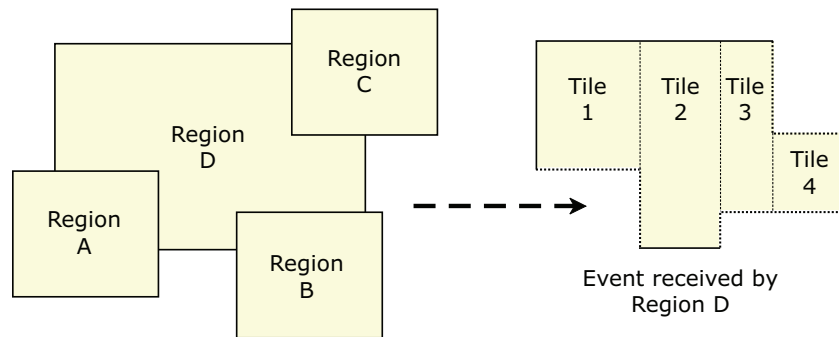 Region
C
Region
D
Region
A
Region
B
Tile
1
Tile
2
Tile
3
Tile
4
Event received by
Region D